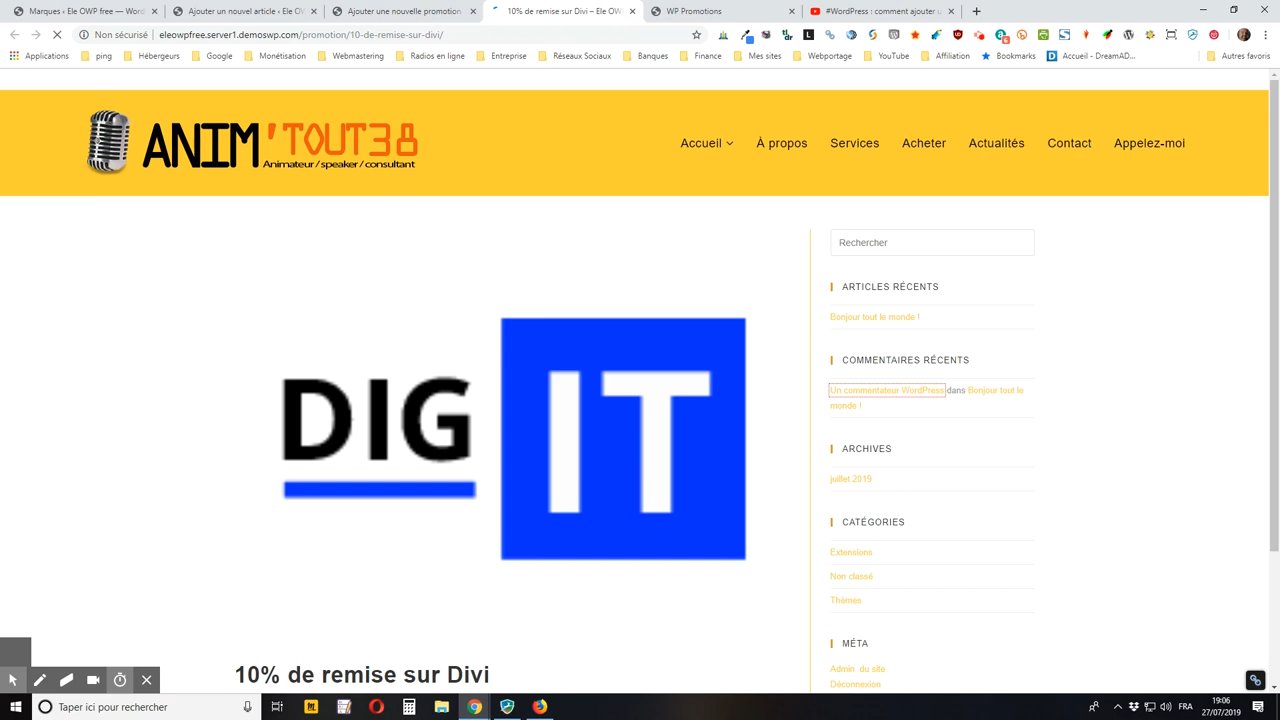 Marques ‹ Ele OWP free — Word
Ajouter un article ‹ Ele OWP
Ajouter une nouvelle promotion
10% de remise sur Divi – Ele OW
WP Promotions
#WordPress ajouter un
Non sécurisé
eleowpfree.server1.demoswp.com/promotion/10-de-remise-sur-divi/
Applications
ping
Hébergeurs
Google
Monétisation
Webmastering
Radios en ligne
Entreprise
Réseaux Sociaux
Banques
Finance
Mes sites
Webportage
YouTube
Affiliation
Bookmarks
Accueil - DreamAD...
Autres favoris
ANIM'TOUT38
Animateur/speaker/consultant
Accueil
À propos
Services
Acheter
Actualités
Contact
Appelez-moi
DIG IT
10% de remise sur Divi
Rechercher
ARTICLES RÉCENTS
Bonjour tout le monde !
COMMENTAIRES RÉCENTS
Un commentateur WordPress dans Bonjour tout le
monde !
ARCHIVES
juillet 2019
CATÉGORIES
Extensions
Non classé
Thèmes
MÉTA
Admin. du site
Déconnexion
Taper ici pour rechercher
FRA
19:06
27/07/2019